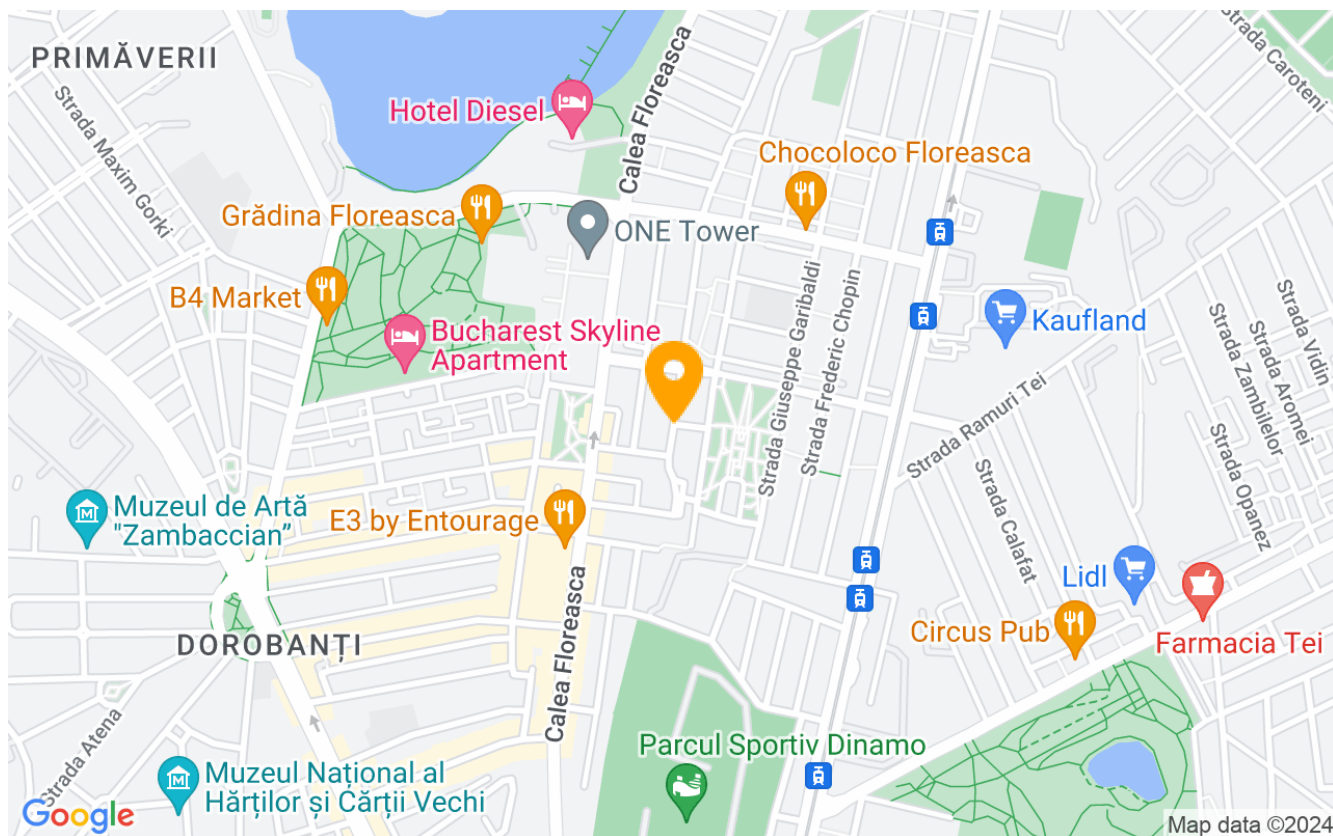 PRIMĂVERII
Strada Maxim Gorki
Hotel Diesel
Calea Floreasca
Strada Caroteni
Chocoloco Floreasca
Grădina Floreasca
ONE Tower
B4 Market
Bucharest Skyline
Apartment
Kaufland
Strada Giuseppe Garibaldi
Strada Frederic Chopin
Strada Ramuri Tei
Strada Vidin
Strada Aromei
Strada Zambilelor
Strada Opanez
Strada Calafat
Muzeul de Artă
"Zambaccian”
E3 by Entourage
Calea Floreasca
Lidl
Circus Pub
Farmacia Tei
DOROBANȚI
Strada Atena
Parcul Sportiv Dinamo
Muzeul Național al
Hărților și Cărții Vechi
Google
Map data ©2024